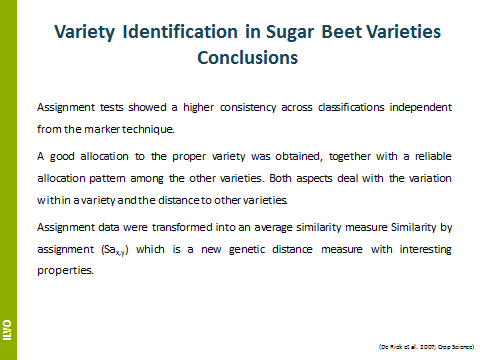 Variety Identification in Sugar Beet Varieties
Conclusions
Assignment tests showed a higher consistency across classifications independent
from the marker technique.
A good allocation to the proper variety was obtained, together with a reliable
allocation pattern among the other varieties. Both aspects deal with the variation
within a variety and the distance to other varieties.
Assignment data were transformed into an average similarity measure Similarity by
assignment (Sax,y) which is a new genetic distance measure with interesting
properties.
ILVO
(De Riek et al. 2007; Crop Science)